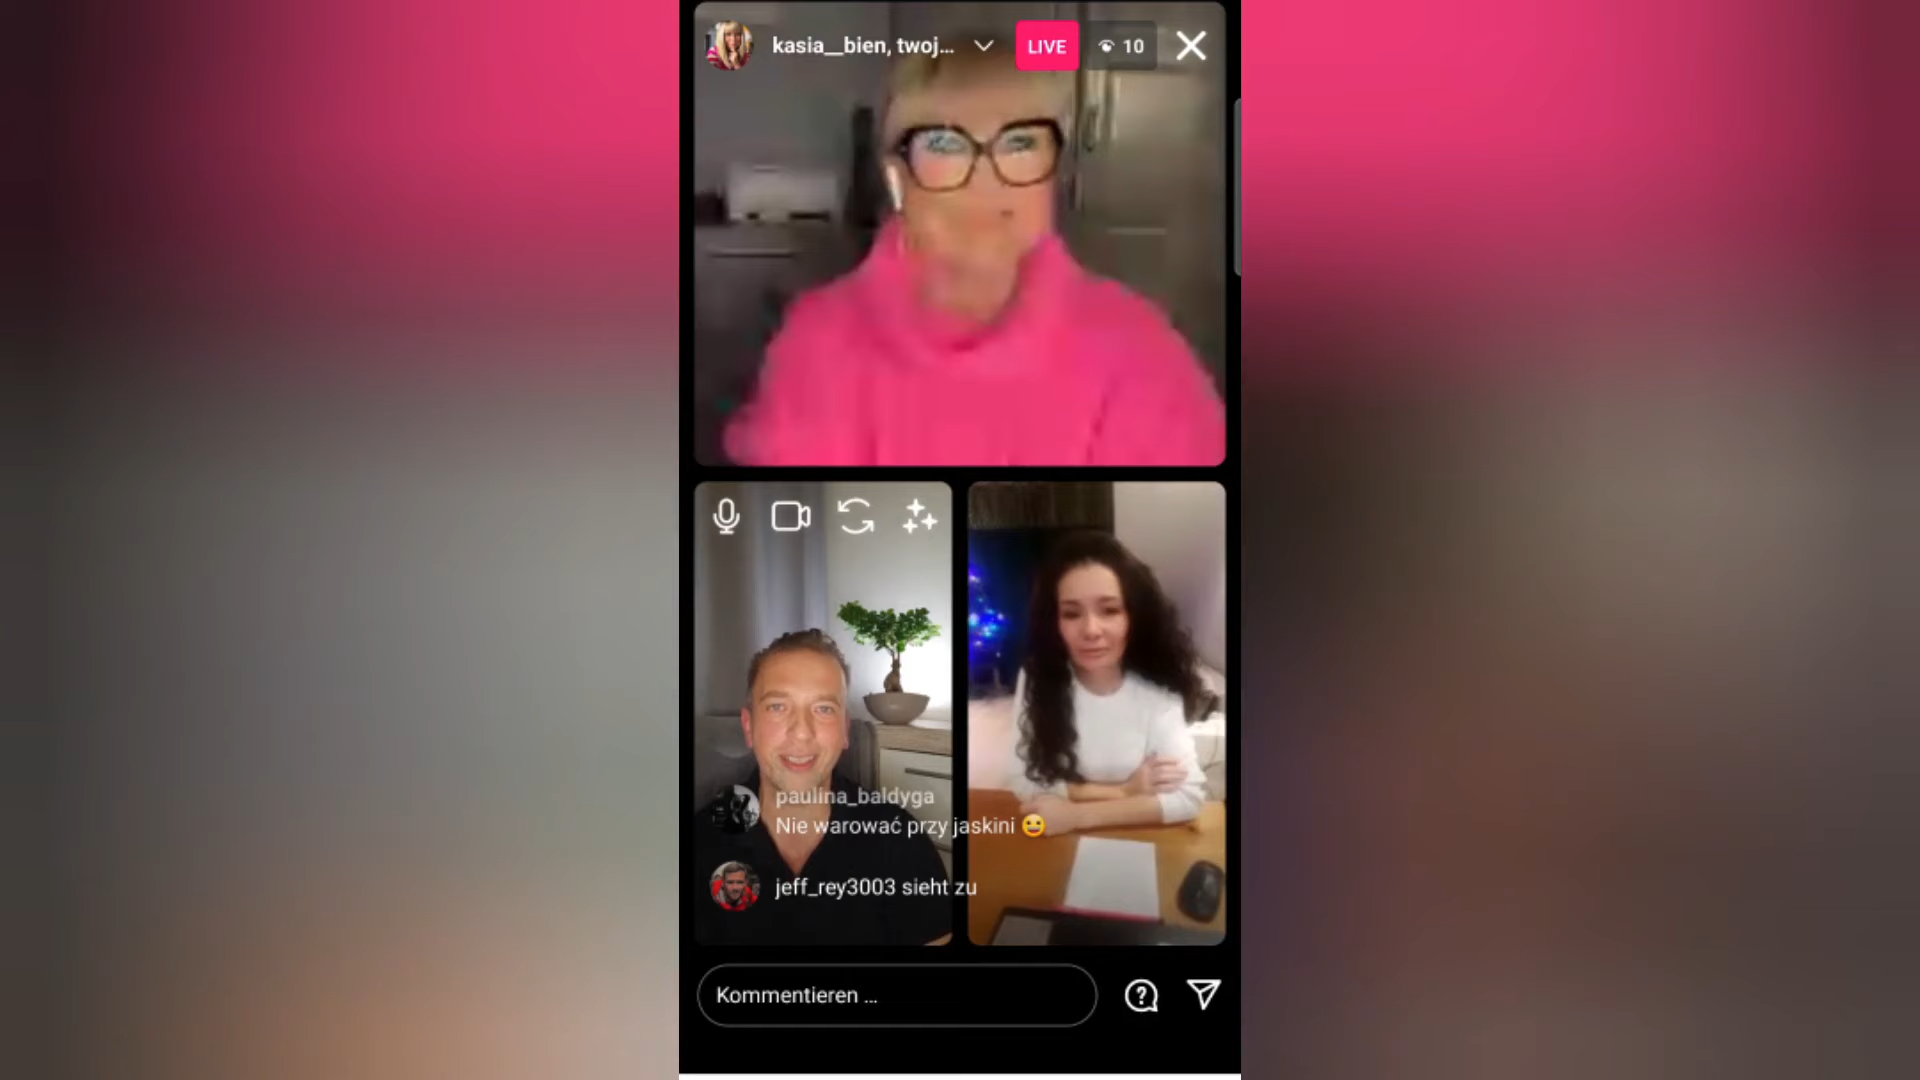 kasia__bien, twoj...
LIVE
10
paulina_baldyga
Nie warować przy jaskini 😀
jeff_rey3003 sieht zu
Kommentieren ...